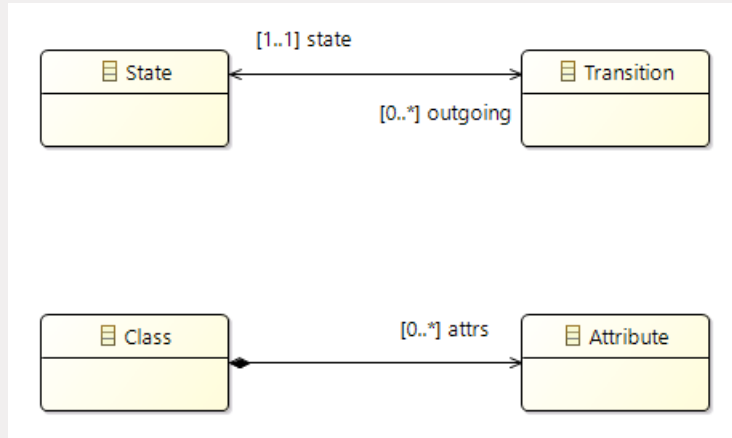 [1..1] state
State
Transition
[0..*] outgoing
[0..*] attrs
Class
Attribute